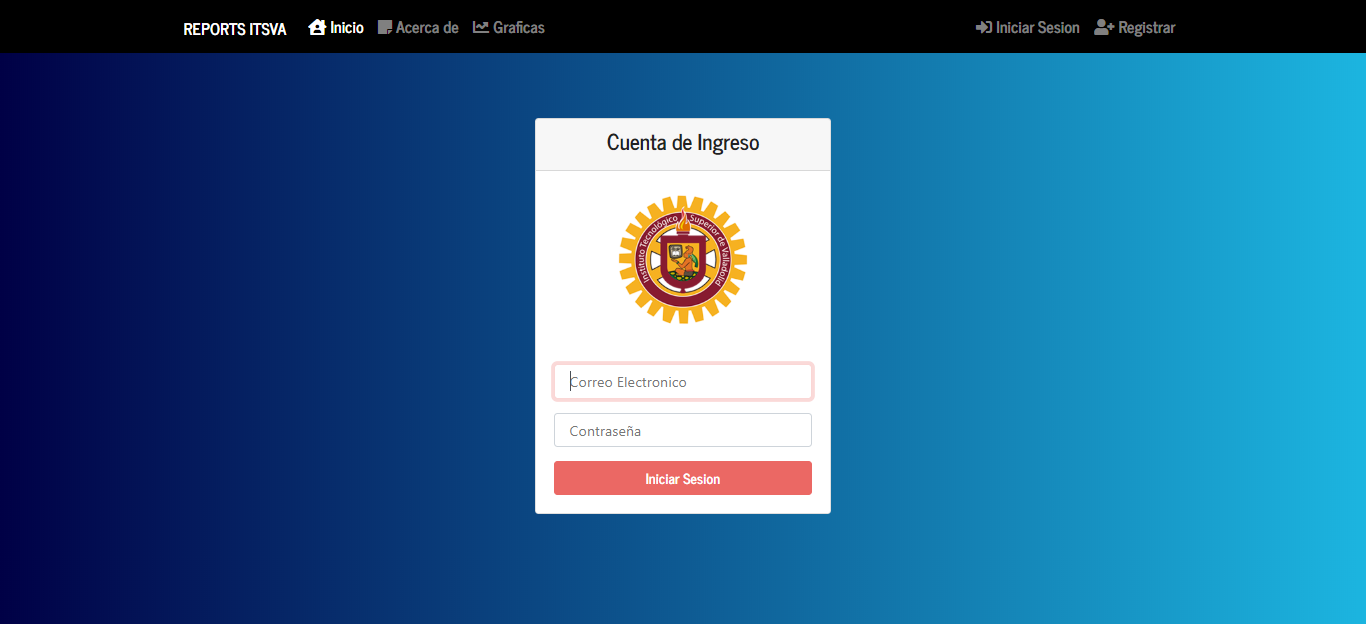 REPORTS ITSVA Inicio Acerca de Graficas Iniciar Sesion Registrar
Cuenta de Ingreso
Instituto Tecnológico Superior de Valladolid
Correo Electronico
Contraseña
Iniciar Sesion